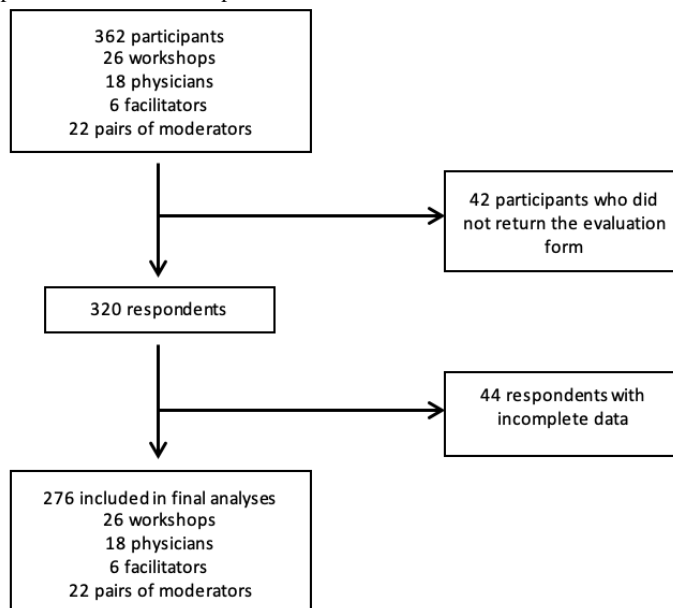 362 participants
26 workshops
18 physicians
6 facilitators
22 pairs of moderators
42 participants who did
not return the evaluation
form
320 respondents
44 respondents with
incomplete data
276 included in final analyses
26 workshops
18 physicians
6 facilitators
22 pairs of moderators